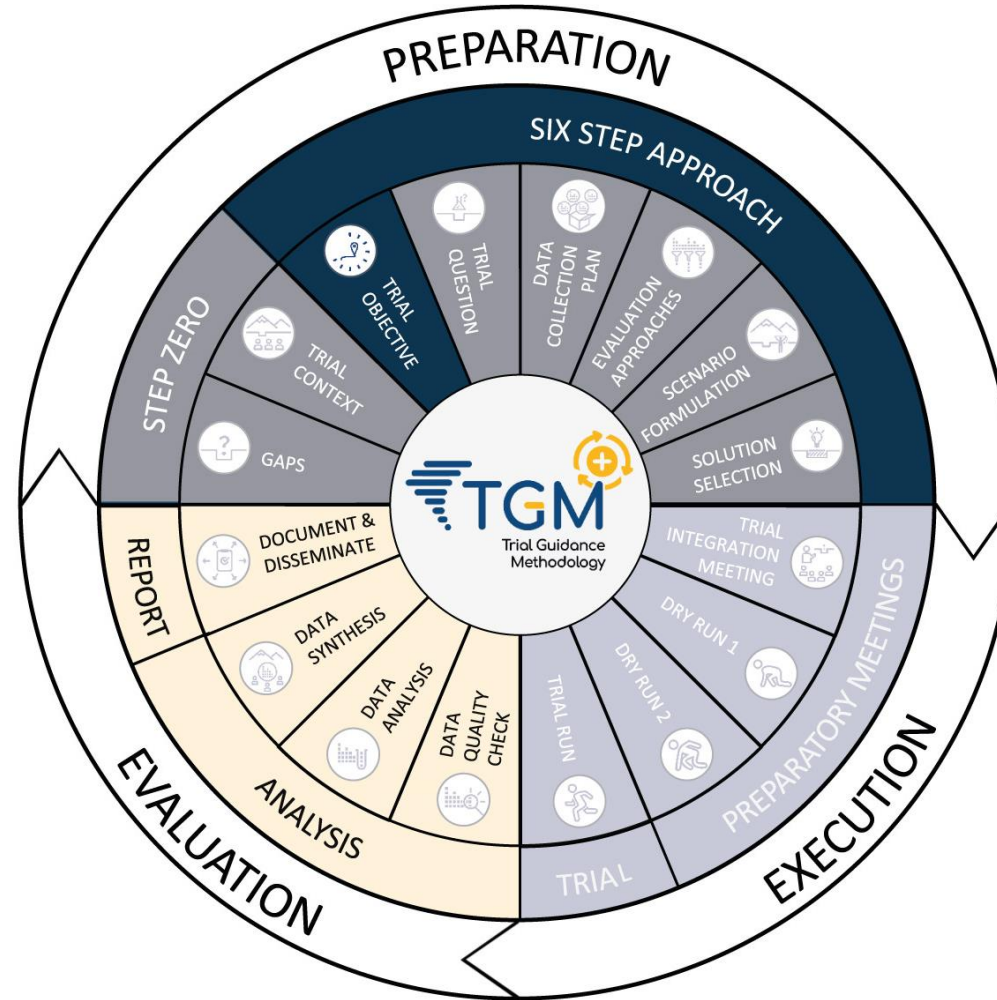 PREPARATION
SIX STEP APPROACH
STEP ZERO
GAPS
TRIAL
CONTEXT
TRIAL
OBJECTIVE
TRIAL
QUESTION
DATA
COLLECTION
PLAN
EVALUATION
APPROACHES
SCENARIO
FORMULATION
SOLUTION
SELECTION
EXECUTION
PREPARATORY MEETINGS
TRIAL
INTEGRATION
MEETING
DRY RUN 1
DRY RUN 2
TRIAL
TRIAL RUN
EVALUATION
ANALYSIS
DATA
QUALITY
CHECK
DATA
ANALYSIS
DATA
SYNTHESIS
REPORT
DOCUMENT &
DISSEMINATE
TGM
Trial Guidance
Methodology